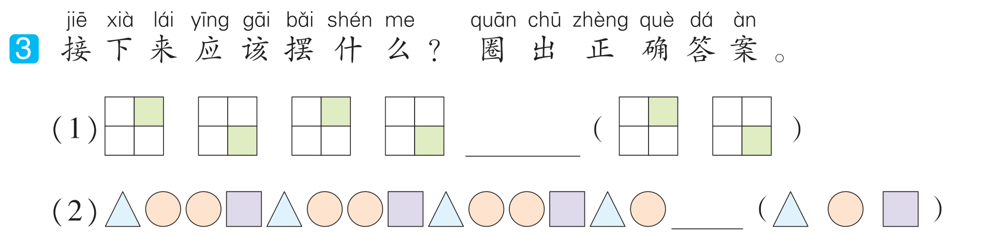 jiē xià lái yīng gāi bǎi shén me quān chū zhèng què dá àn
3 接下来应该摆什么？圈出正确答案。
(1) ( )
(2) ( )